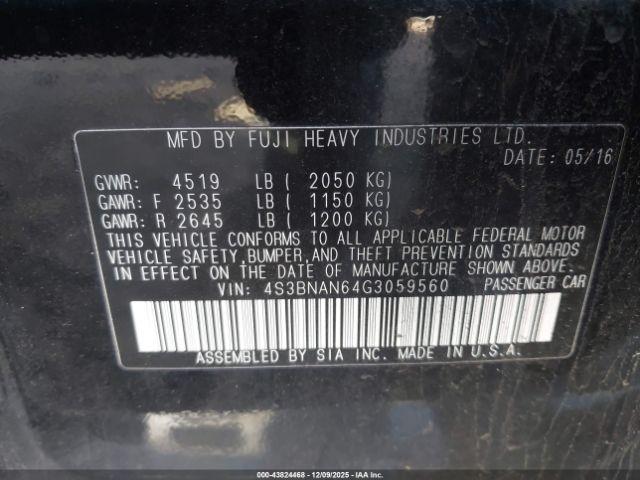 MFD BY FUJI HEAVY INDUSTRIES LTD.
DATE: 05/16
GVWR: 4519 LB ( 2050 KG)
GAWR: F 2535 LB ( 1150 KG)
GAWR: R 2645 LB ( 1200 KG)
THIS VEHICLE CONFORMS TO ALL APPLICABLE FEDERAL MOTOR
VEHICLE SAFETY,BUMPER,AND THEFT PREVENTION STANDARDS
IN EFFECT ON THE DATE OF MANUFACTURE SHOWN ABOVE.
VIN: 4S3BNAN64G3059560 PASSENGER CAR
ASSEMBLED BY SIA INC. MADE IN U.S.A.
000-43824468 - 12/09/2025 - IAA Inc.